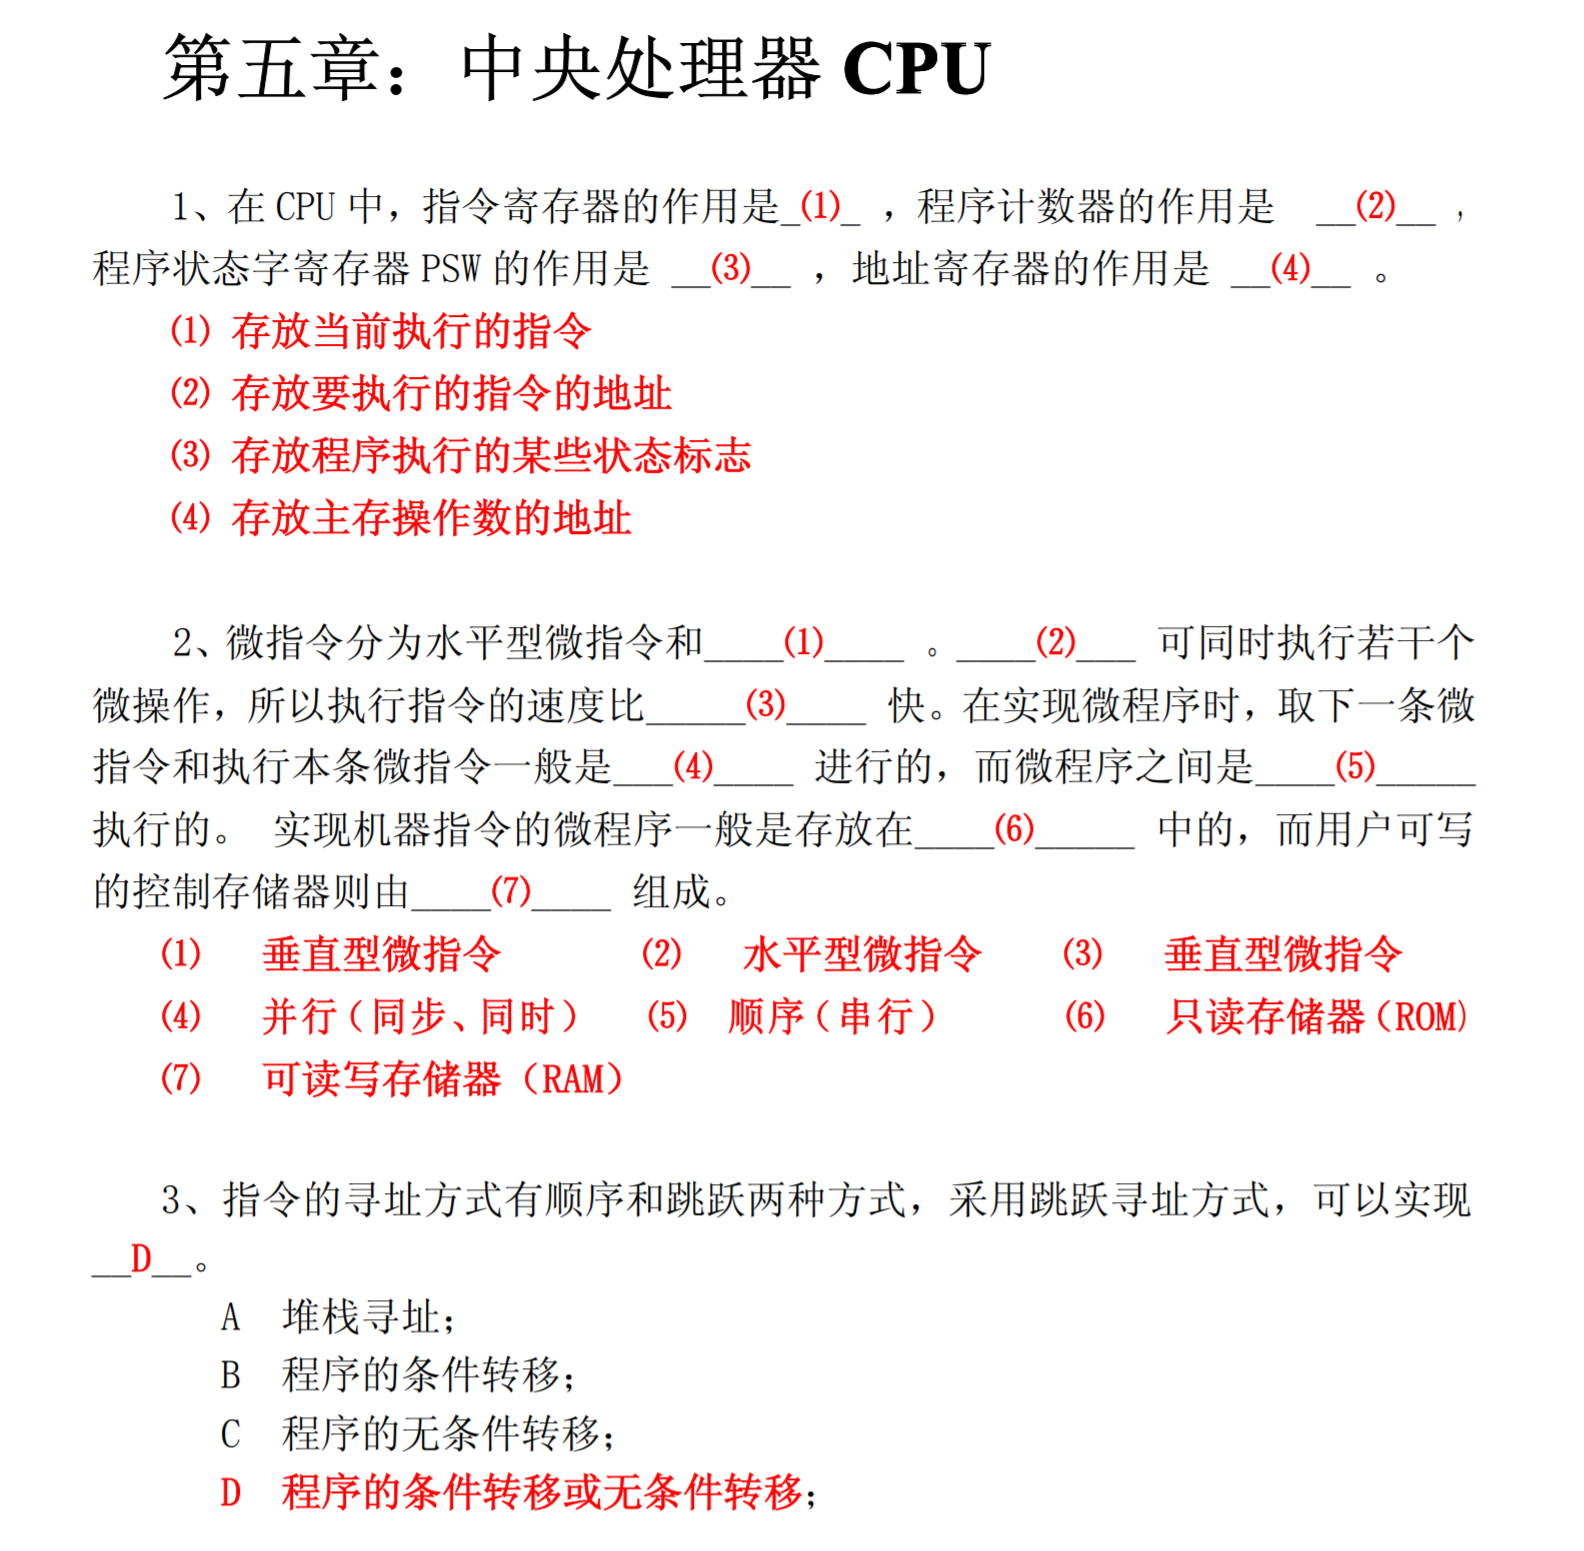 第五章：中央处理器 CPU
1、在 CPU 中，指令寄存器的作用是_(1)_ ，程序计数器的作用是 __(2)__ ，
程序状态字寄存器 PSW 的作用是 __(3)__ ，地址寄存器的作用是 __(4)__ 。
(1) 存放当前执行的指令
(2) 存放要执行的指令的地址
(3) 存放程序执行的某些状态标志
(4) 存放主存操作数的地址
2、微指令分为水平型微指令和____(1)____ 。____(2)___ 可同时执行若干个
微操作，所以执行指令的速度比_____(3)____ 快。在实现微程序时，取下一条微
指令和执行本条微指令一般是___(4)____ 进行的，而微程序之间是____(5)_____
执行的。 实现机器指令的微程序一般是存放在____(6)_____ 中的，而用户可写
的控制存储器则由____(7)____ 组成。
(1) 垂直型微指令 (2) 水平型微指令 (3) 垂直型微指令
(4) 并行（同步、同时） (5) 顺序（串行） (6) 只读存储器（ROM）
(7) 可读写存储器（RAM）
3、指令的寻址方式有顺序和跳跃两种方式，采用跳跃寻址方式，可以实现
__D__。
A 堆栈寻址；
B 程序的条件转移；
C 程序的无条件转移；
D 程序的条件转移或无条件转移；